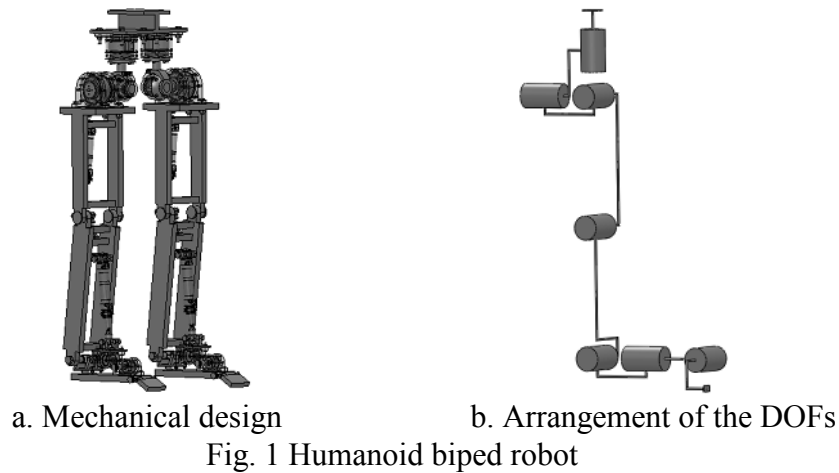 a. Mechanical design b. Arrangement of the DOFs
Fig. 1 Humanoid biped robot